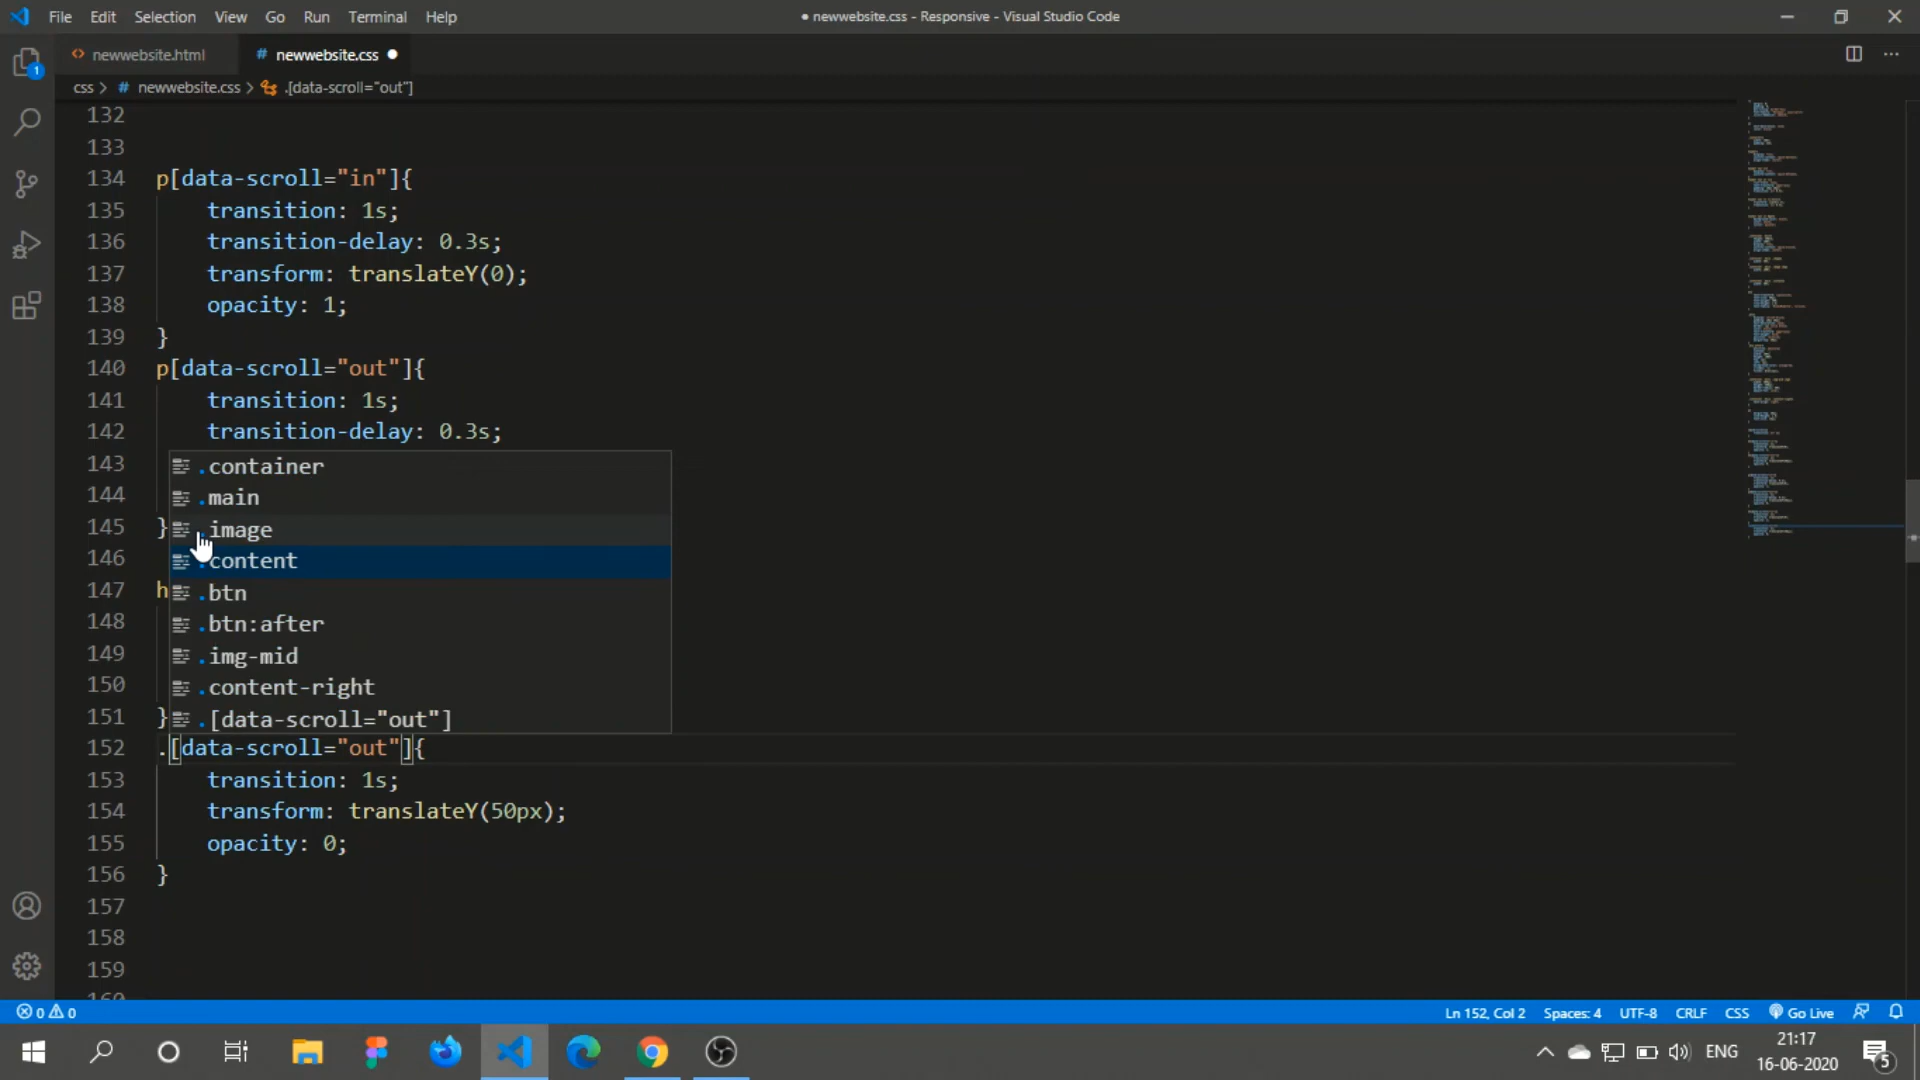 File Edit Selection View Go Run Terminal Help
● newwebsite.css - Responsive - Visual Studio Code
newwebsite.html # newwebsite.css ●
css > # newwebsite.css > .[data-scroll="out"]
132
133
134 p[data-scroll="in"]{
135 transition: 1s;
136 transition-delay: 0.3s;
137 transform: translateY(0);
138 opacity: 1;
139 }
140 p[data-scroll="out"]{
141 transition: 1s;
142 transition-delay: 0.3s;
143 .container
144 .main
145 } .image
146 .content
147 h .btn
148 .btn:after
149 .img-mid
150 .content-right
151 } .[data-scroll="out"]
152 .[data-scroll="out"]{
153 transition: 1s;
154 transform: translateY(50px);
155 opacity: 0;
156 }
157
158
159
160
1
0 0 Ln 152, Col 2 Spaces: 4 UTF-8 CRLF CSS Go Live
ENG 21:17
16-06-2020
5